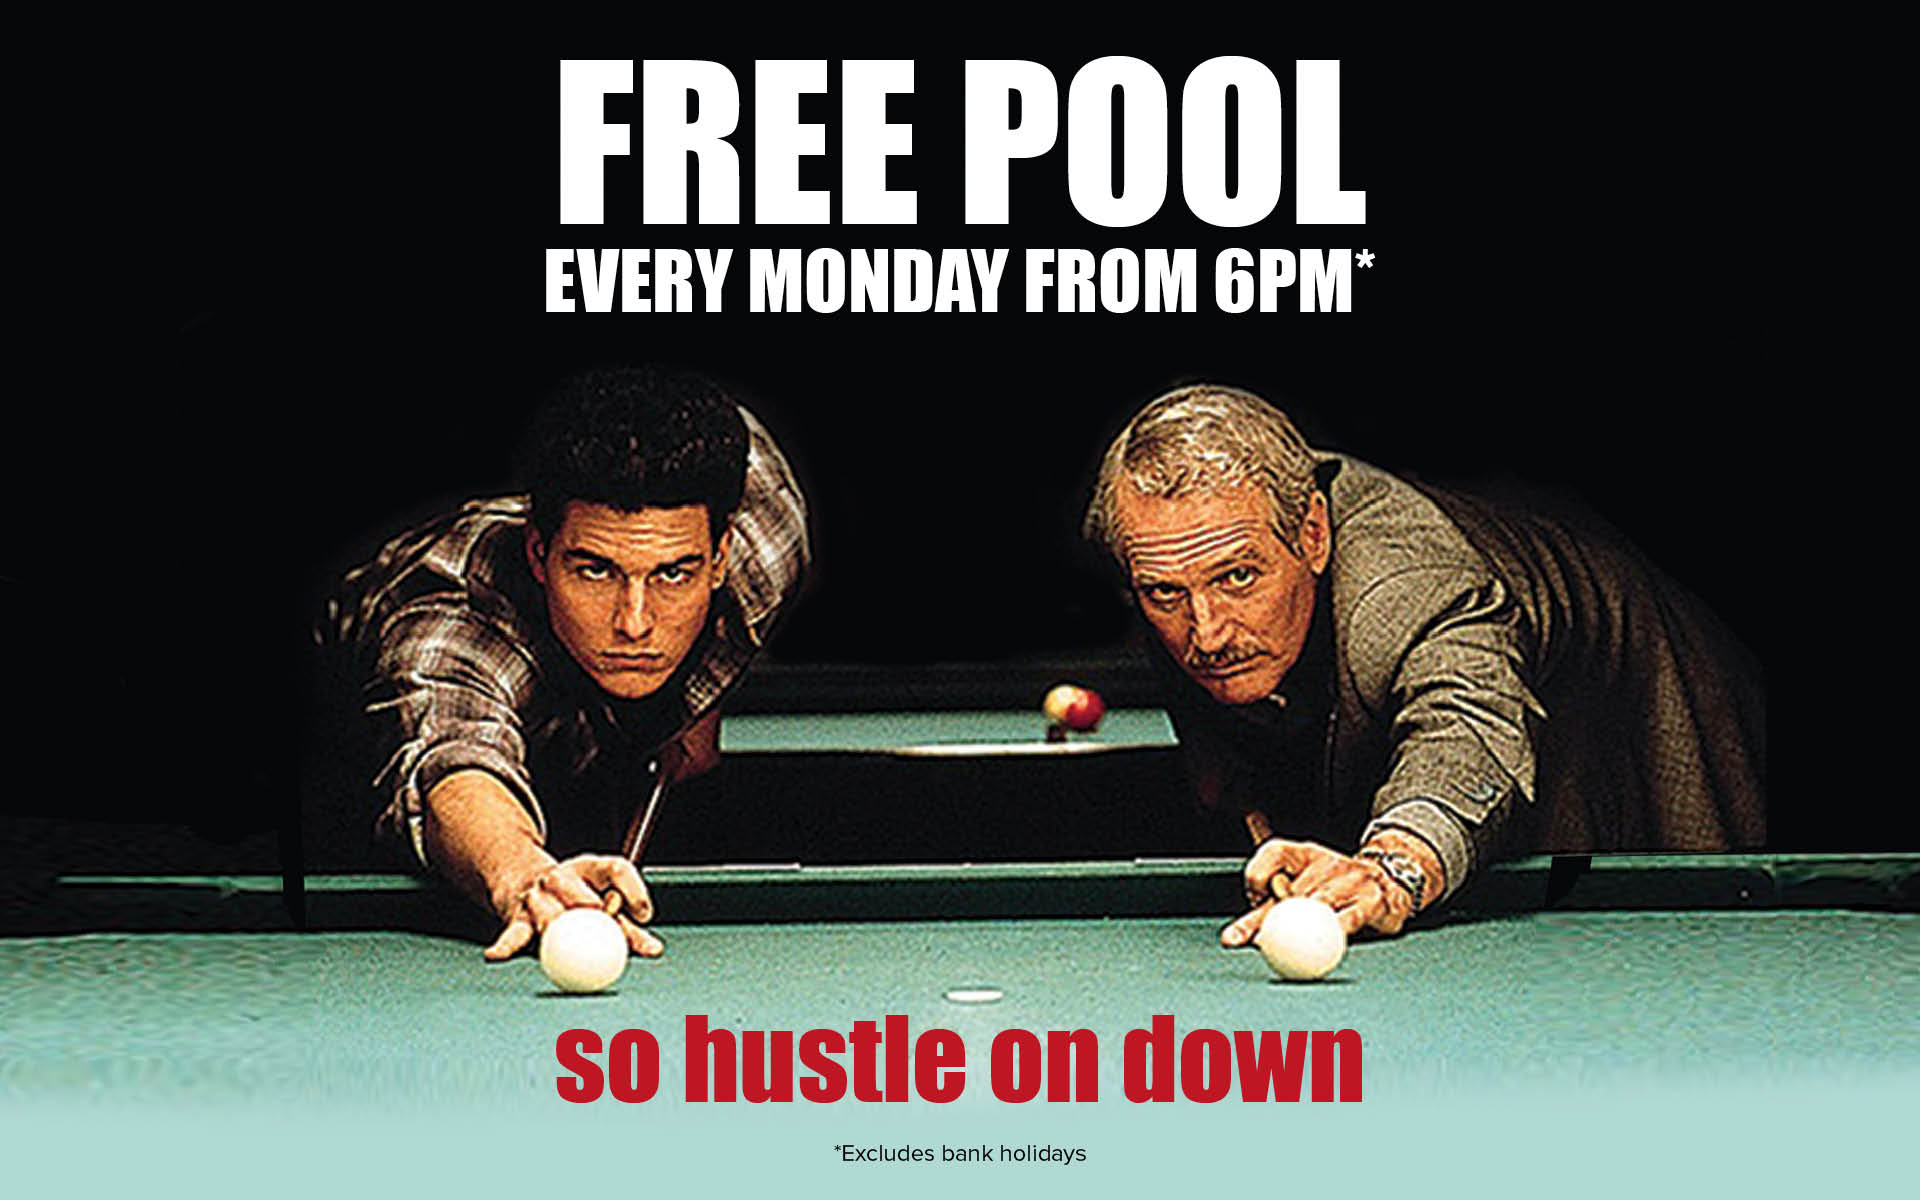 FREE POOL
EVERY MONDAY FROM 6PM*
so hustle on down
*Excludes bank holidays